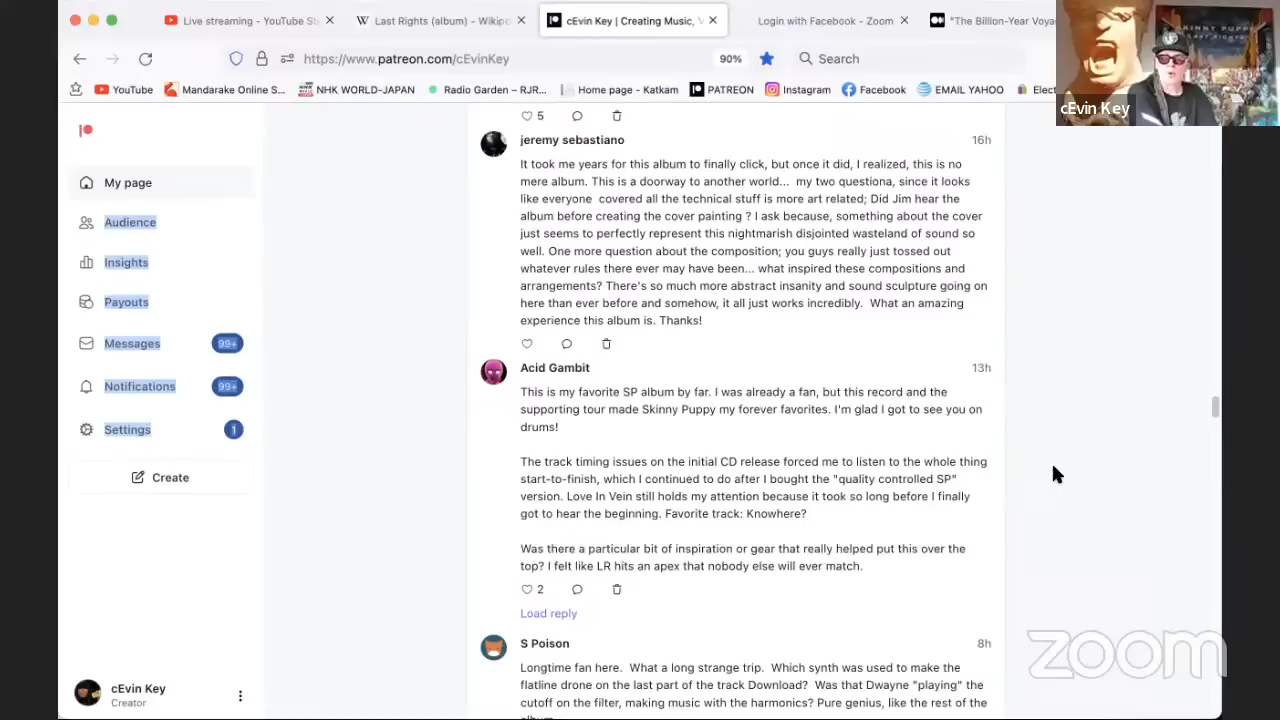 Live streaming - YouTube St
Last Rights (album) - Wikipe
cEvin Key | Creating Music, V
Login with Facebook - Zoom
"The Billion-Year Voya
https://www.patreon.com/cEvinKey
90%
Search
YouTube
Mandarake Online S...
NHK WORLD-JAPAN
Radio Garden – RJR...
Home page - Katkam
PATREON
Instagram
Facebook
EMAIL YAHOO
Elect
SKINNY PUPPY
LAST RIGHTS
cEvin Key
My page
Audience
Insights
Payouts
Messages
99+
Notifications
99+
Settings
1
Create
cEvin Key
Creator
5
jeremy sebastiano
16h
It took me years for this album to finally click, but once it did, I realized, this is no
mere album. This is a doorway to another world... my two questiona, since it looks
like everyone covered all the technical stuff is more art related; Did Jim hear the
album before creating the cover painting ? I ask because, something about the cover
just seems to perfectly represent this nightmarish disjointed wasteland of sound so
well. One more question about the composition; you guys really just tossed out
whatever rules there ever may have been... what inspired these compositions and
arrangements? There's so much more abstract insanity and sound sculpture going on
here than ever before and somehow, it all just works incredibly. What an amazing
experience this album is. Thanks!
Acid Gambit
13h
This is my favorite SP album by far. I was already a fan, but this record and the
supporting tour made Skinny Puppy my forever favorites. I'm glad I got to see you on
drums!
The track timing issues on the initial CD release forced me to listen to the whole thing
start-to-finish, which I continued to do after I bought the "quality controlled SP"
version. Love In Vein still holds my attention because it took so long before I finally
got to hear the beginning. Favorite track: Knowhere?
Was there a particular bit of inspiration or gear that really helped put this over the
top? I felt like LR hits an apex that nobody else will ever match.
2
Load reply
S Poison
8h
Longtime fan here. What a long strange trip. Which synth was used to make the
flatline drone on the last part of the track Download? Was that Dwayne "playing" the
cutoff on the filter, making music with the harmonics? Pure genius, like the rest of the
album.
zoom